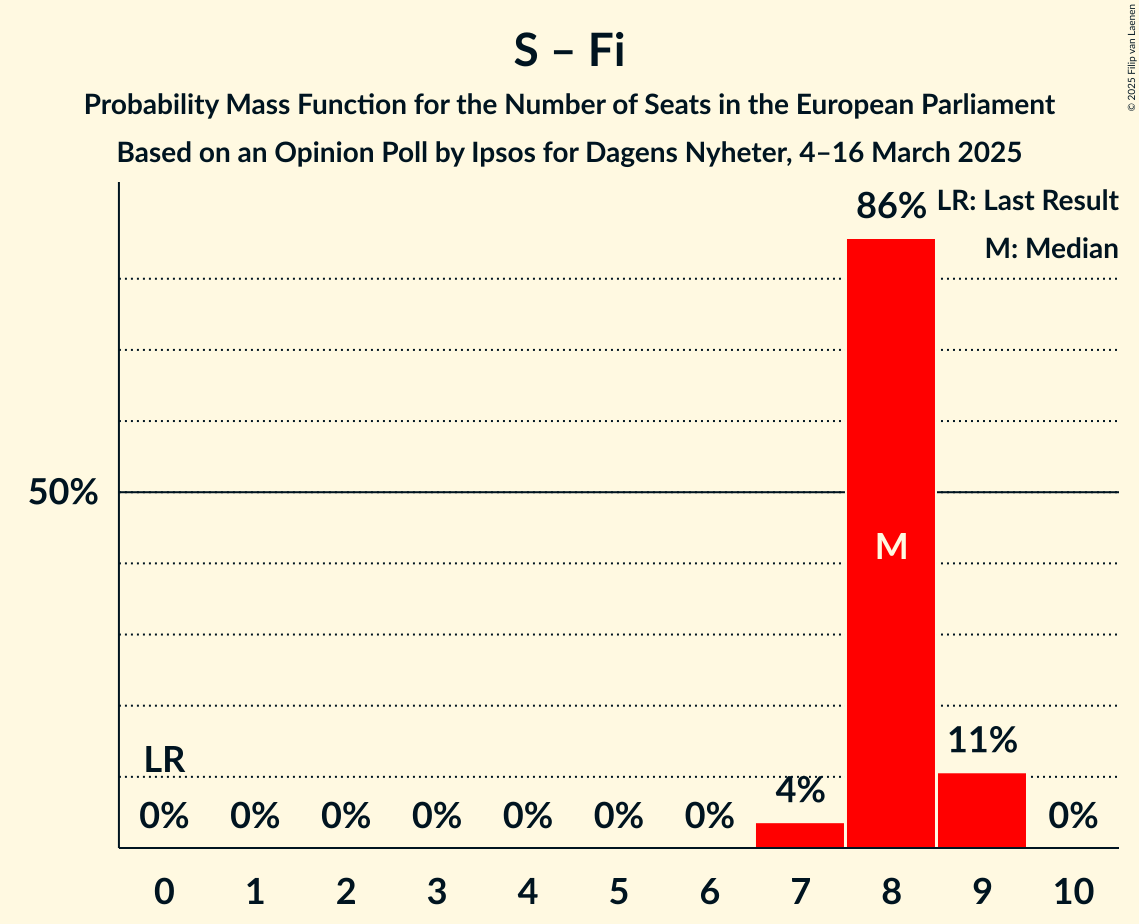 S – Fi
Probability Mass Function for the Number of Seats in the European Parliament
Based on an Opinion Poll by Ipsos for Dagens Nyheter, 4–16 March 2025
© 2025 Filip van Laenen
LR: Last Result
M: Median
86%
50%
M
11%
LR
4%
0% 0% 0% 0% 0% 0% 0% 0%
0 1 2 3 4 5 6 7 8 9 10